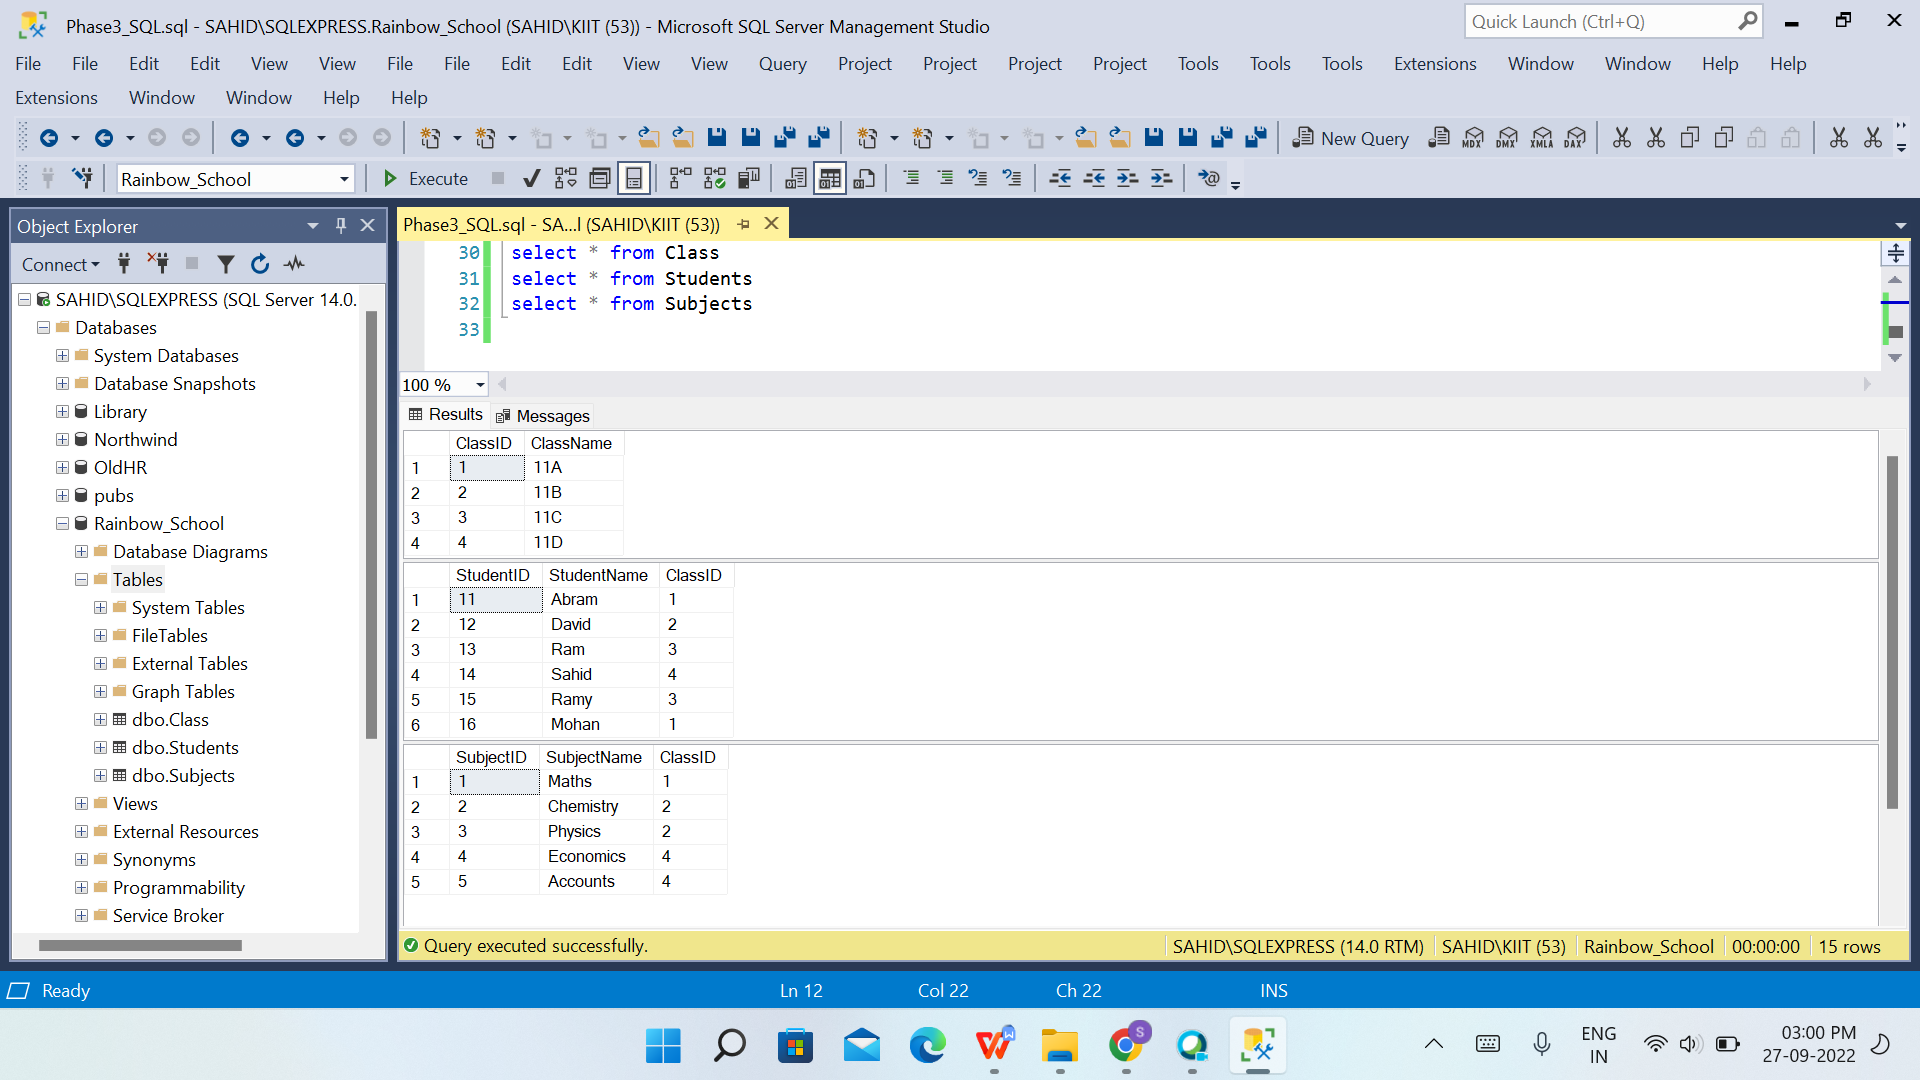 Phase3_SQL.sql - SAHID\SQLEXPRESS.Rainbow_School (SAHID\KIIT (53)) - Microsoft SQL Server Management Studio
Quick Launch (Ctrl+Q)
File File Edit Edit View View File File Edit Edit View View Query Project Project Project Project Tools Tools Tools Extensions Window Window Help Help
Extensions Window Window Help Help
New Query MDX DMX XMLA DAX
Rainbow_School Execute
Object Explorer
Connect
SAHID\SQLEXPRESS (SQL Server 14.0.
Databases
System Databases
Database Snapshots
Library
Northwind
OldHR
pubs
Rainbow_School
Database Diagrams
Tables
System Tables
FileTables
External Tables
Graph Tables
dbo.Class
dbo.Students
dbo.Subjects
Views
External Resources
Synonyms
Programmability
Service Broker
Phase3_SQL.sql - SA...l (SAHID\KIIT (53))
30 select * from Class
31 select * from Students
32 select * from Subjects
33
100 %
Results Messages
ClassID ClassName
1 1 11A
2 2 11B
3 3 11C
4 4 11D
StudentID StudentName ClassID
1 11 Abram 1
2 12 David 2
3 13 Ram 3
4 14 Sahid 4
5 15 Ramy 3
6 16 Mohan 1
SubjectID SubjectName ClassID
1 1 Maths 1
2 2 Chemistry 2
3 3 Physics 2
4 4 Economics 4
5 5 Accounts 4
Query executed successfully. SAHID\SQLEXPRESS (14.0 RTM) SAHID\KIIT (53) Rainbow_School 00:00:00 15 rows
Ready Ln 12 Col 22 Ch 22 INS
W
S
ENG
IN
03:00 PM
27-09-2022